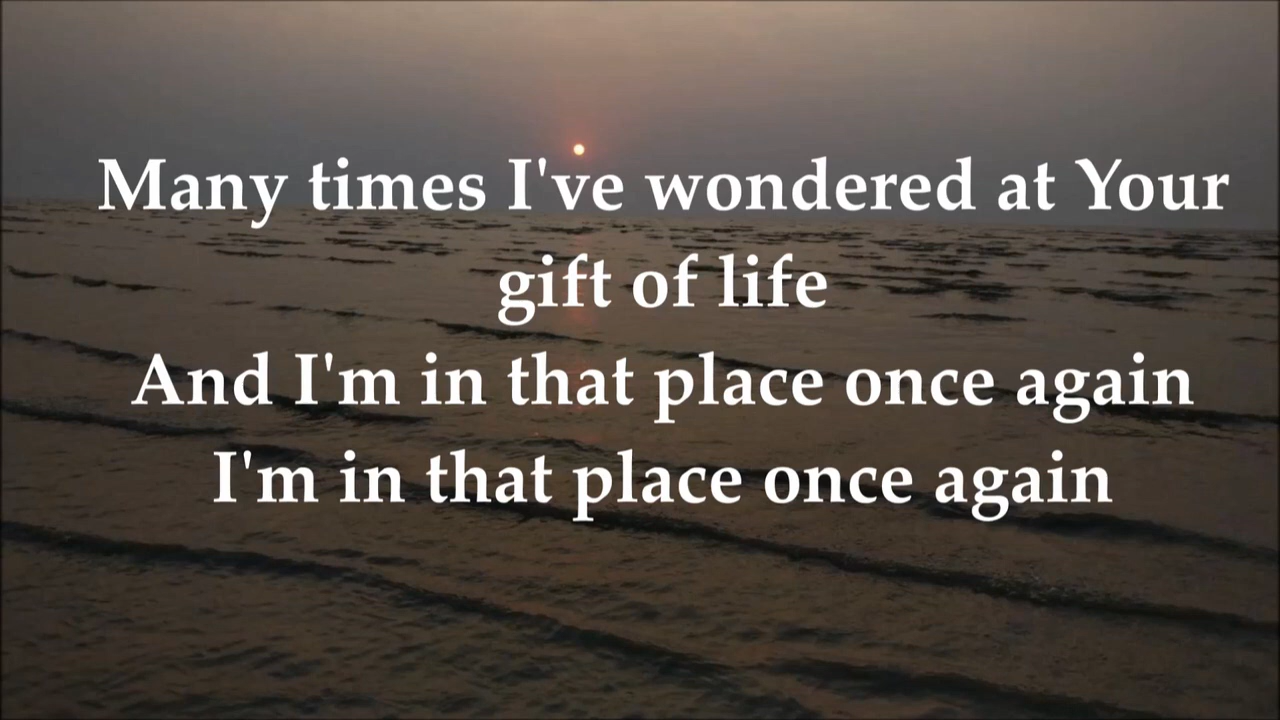 Many times I've wondered at Your
gift of life
And I'm in that place once again
I'm in that place once again